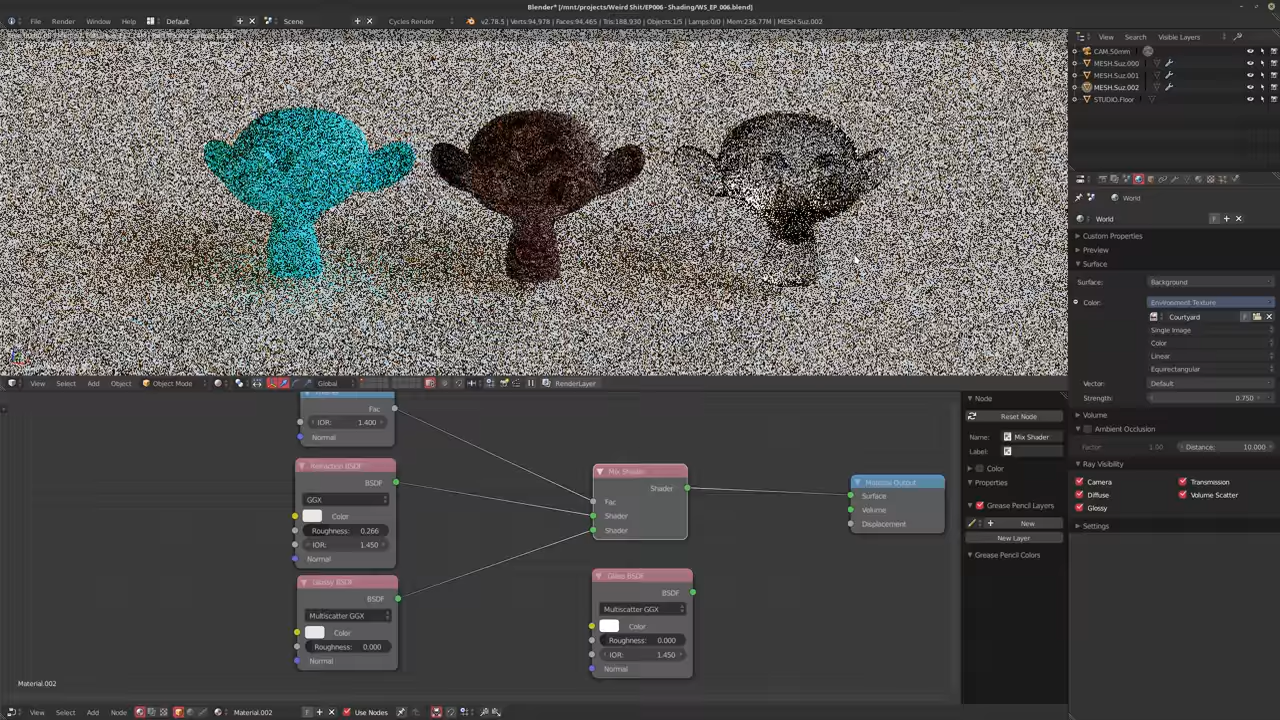 Blender* [/mnt/projects/Weird Shit/EP006 - Shading/WS_EP_006.blend]
File Render Window Help Default Scene Cycles Render v2.78.5 | Verts:94,978 | Faces:94,465 | Tris:188,930 | Objects:1/5 | Lamps:0/0 | Mem:236.77M | MESH.Suz.002
View Search Visible Layers
CAM.50mm
MESH.Suz.000
MESH.Suz.001
MESH.Suz.002
STUDIO.Floor
World
World F
Custom Properties
Preview
Surface
Surface: Background
Color: Environment Texture
Courtyard F
Single Image
Color
Linear
Equirectangular
Vector: Default
Strength: 0.750
Volume
Ambient Occlusion
Factor: 1.00 Distance: 10.000
Ray Visibility
Camera Transmission
Diffuse Volume Scatter
Glossy
Settings
View Select Add Object Object Mode Global RenderLayer
Fac
IOR: 1.400
Normal
Refraction BSDF
BSDF
GGX
Color
Roughness: 0.266
IOR: 1.450
Normal
Glossy BSDF
BSDF
Multiscatter GGX
Color
Roughness: 0.000
Normal
Mix Shader
Shader
Fac
Shader
Shader
Glass BSDF
BSDF
Multiscatter GGX
Color
Roughness: 0.000
IOR: 1.450
Normal
Material Output
Surface
Volume
Displacement
Node
Reset Node
Name: Mix Shader
Label:
Color
Properties
Grease Pencil Layers
New
New Layer
Grease Pencil Colors
Material.002
View Select Add Node Material.002 F Use Nodes